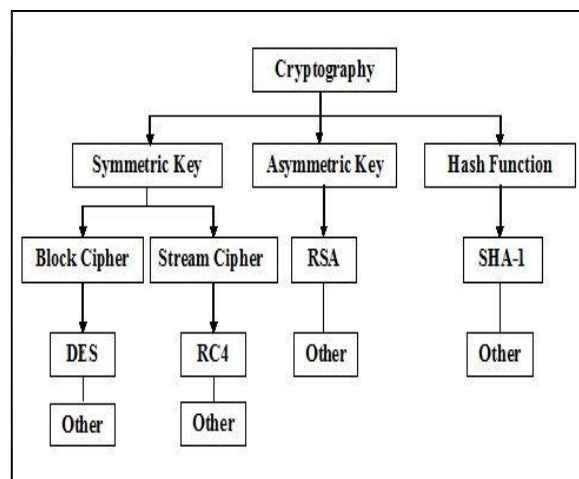 Cryptography
Symmetric Key
Asymmetric Key
Hash Function
Block Cipher
Stream Cipher
RSA
SHA-1
DES
RC4
Other
Other
Other
Other